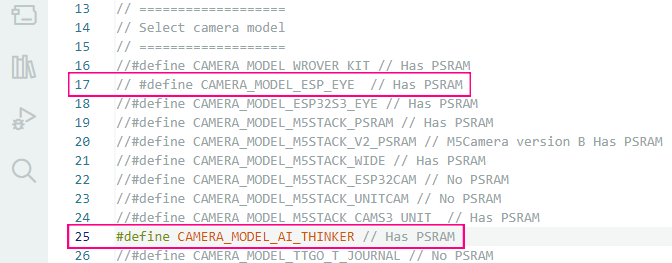 13 // ===================
14 // Select camera model
15 // ===================
16 //#define CAMERA_MODEL_WROVER_KIT // Has PSRAM
17 // #define CAMERA_MODEL_ESP_EYE  // Has PSRAM
18 //#define CAMERA_MODEL_ESP32S3_EYE // Has PSRAM
19 //#define CAMERA_MODEL_M5STACK_PSRAM // Has PSRAM
20 //#define CAMERA_MODEL_M5STACK_V2_PSRAM // M5Camera version B Has PSRAM
21 //#define CAMERA_MODEL_M5STACK_WIDE // Has PSRAM
22 //#define CAMERA_MODEL_M5STACK_ESP32CAM // No PSRAM
23 //#define CAMERA_MODEL_M5STACK_UNITCAM // No PSRAM
24 //#define CAMERA_MODEL_M5STACK_CAMS3_UNIT  // Has PSRAM
25 #define CAMERA_MODEL_AI_THINKER // Has PSRAM
26 //#define CAMERA_MODEL_TTGO_T_JOURNAL // No PSRAM